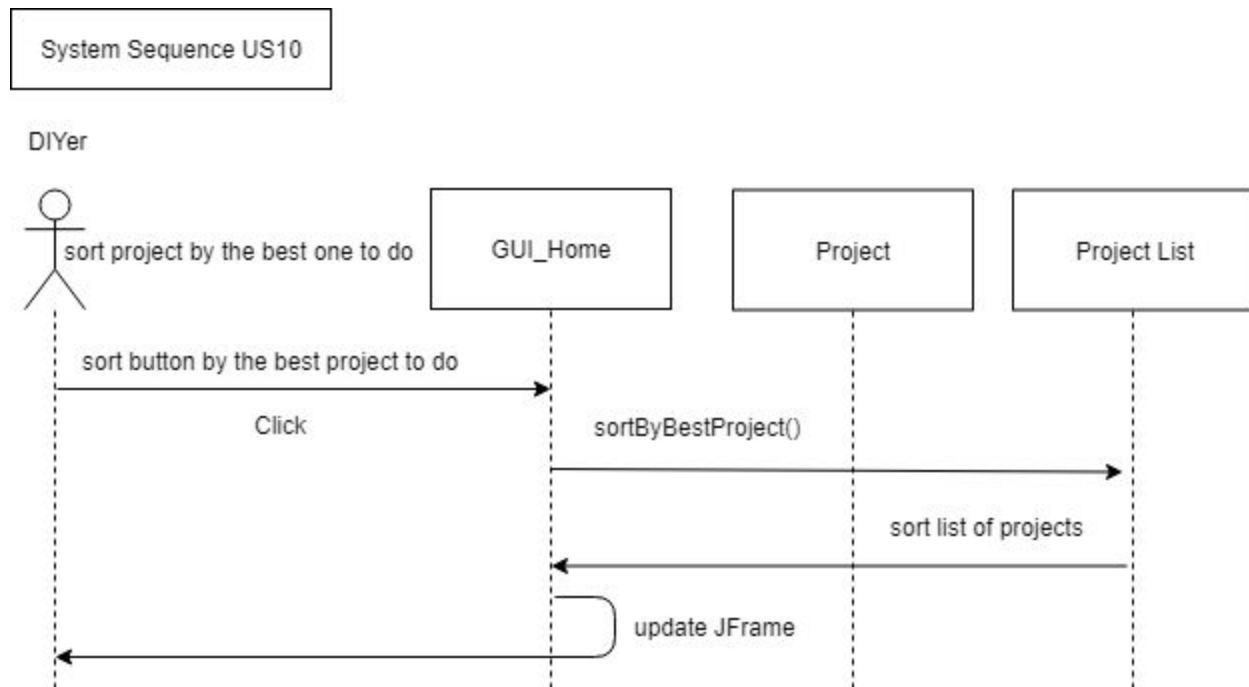 System Sequence US10
DIYer
sort project by the best one to do
GUI_Home
Project
Project List
sort button by the best project to do
Click
sortByBestProject()
sort list of projects
update JFrame